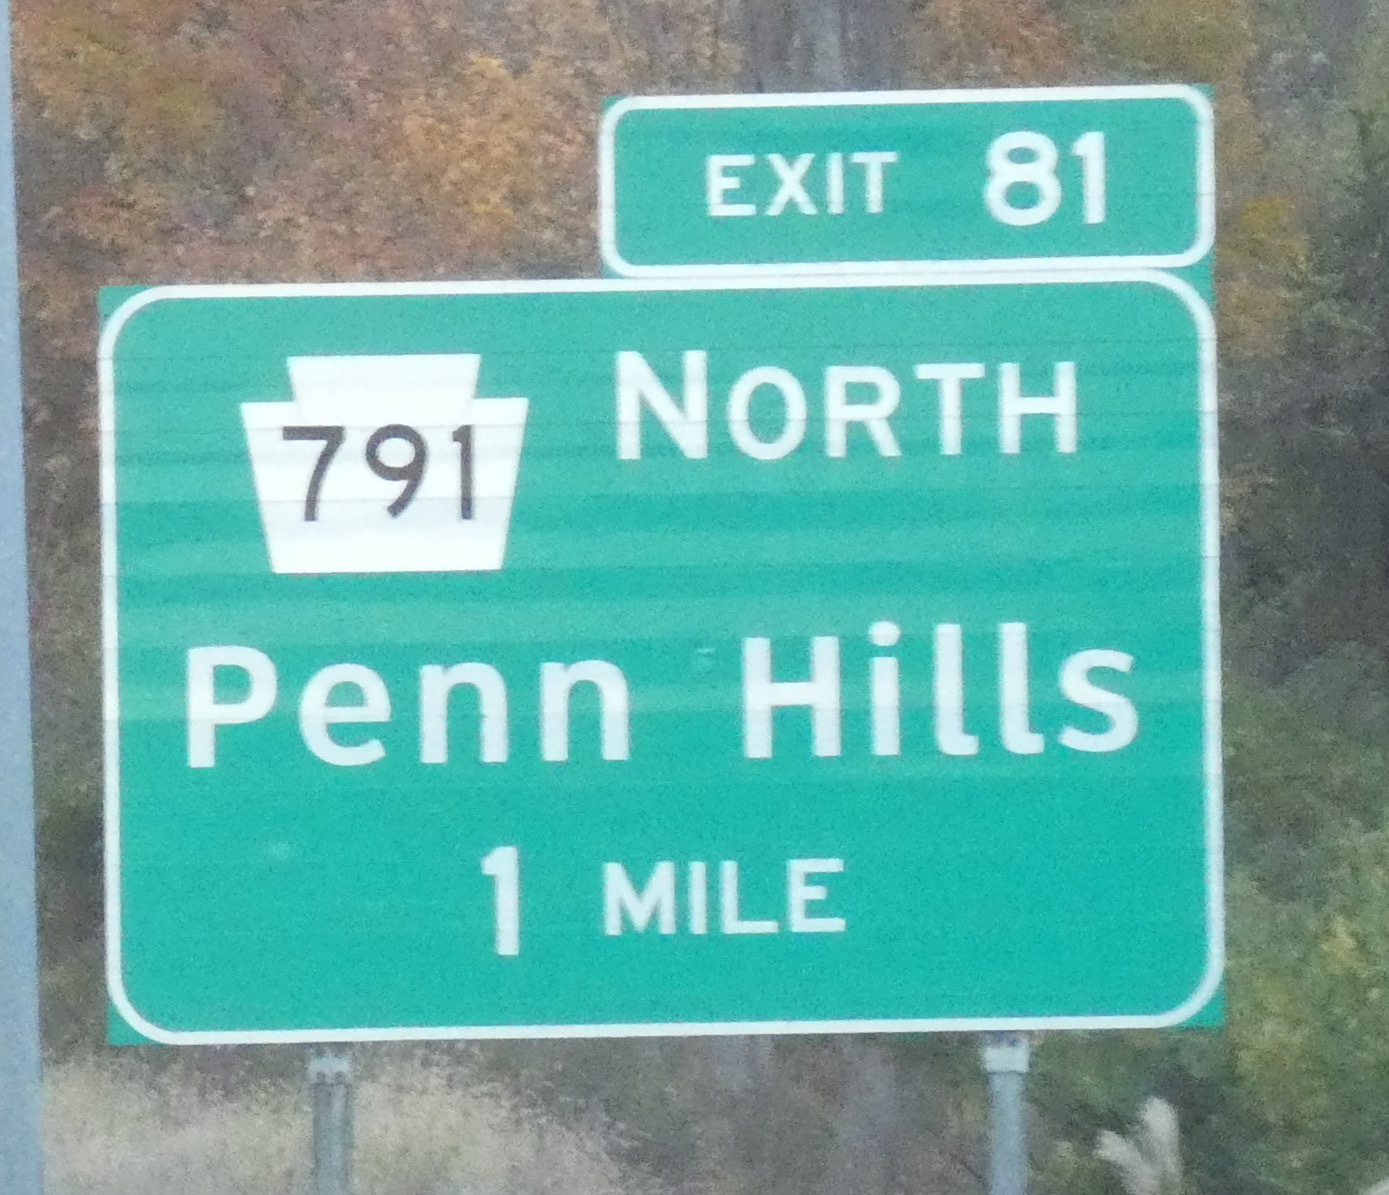 EXIT 81
791 NORTH
Penn Hills
1 MILE